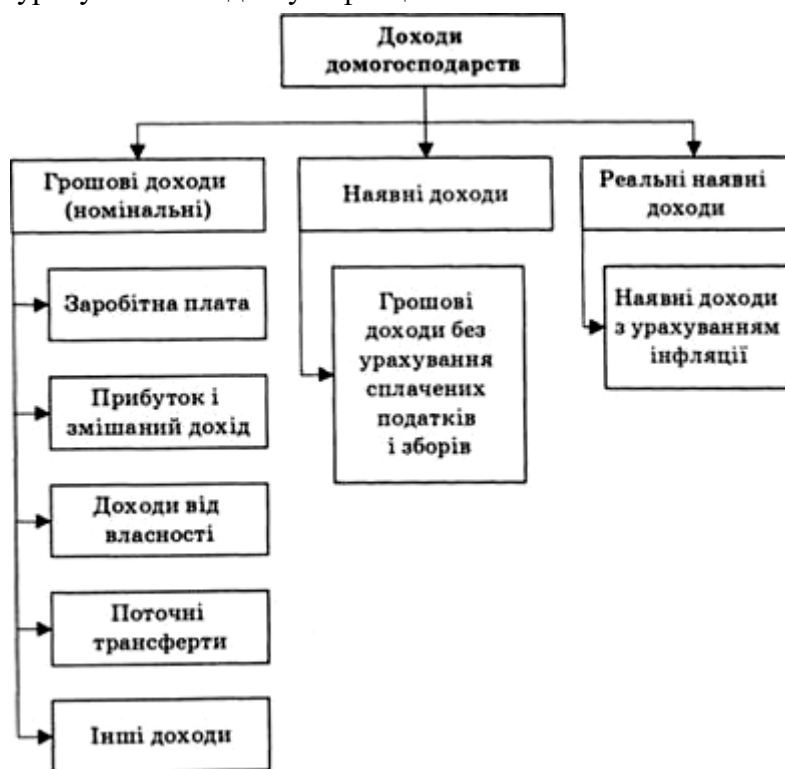 Доходи
домогосподарств
Грошові доходи
(номінальні)
Наявні доходи
Реальні наявні
доходи
Заробітна плата
Прибуток і
змішаний дохід
Доходи від
власності
Поточні
трансферти
Інші доходи
Грошові
доходи без
урахування
сплачених
податків
і зборів
Наявні доходи
з урахуванням
інфляції